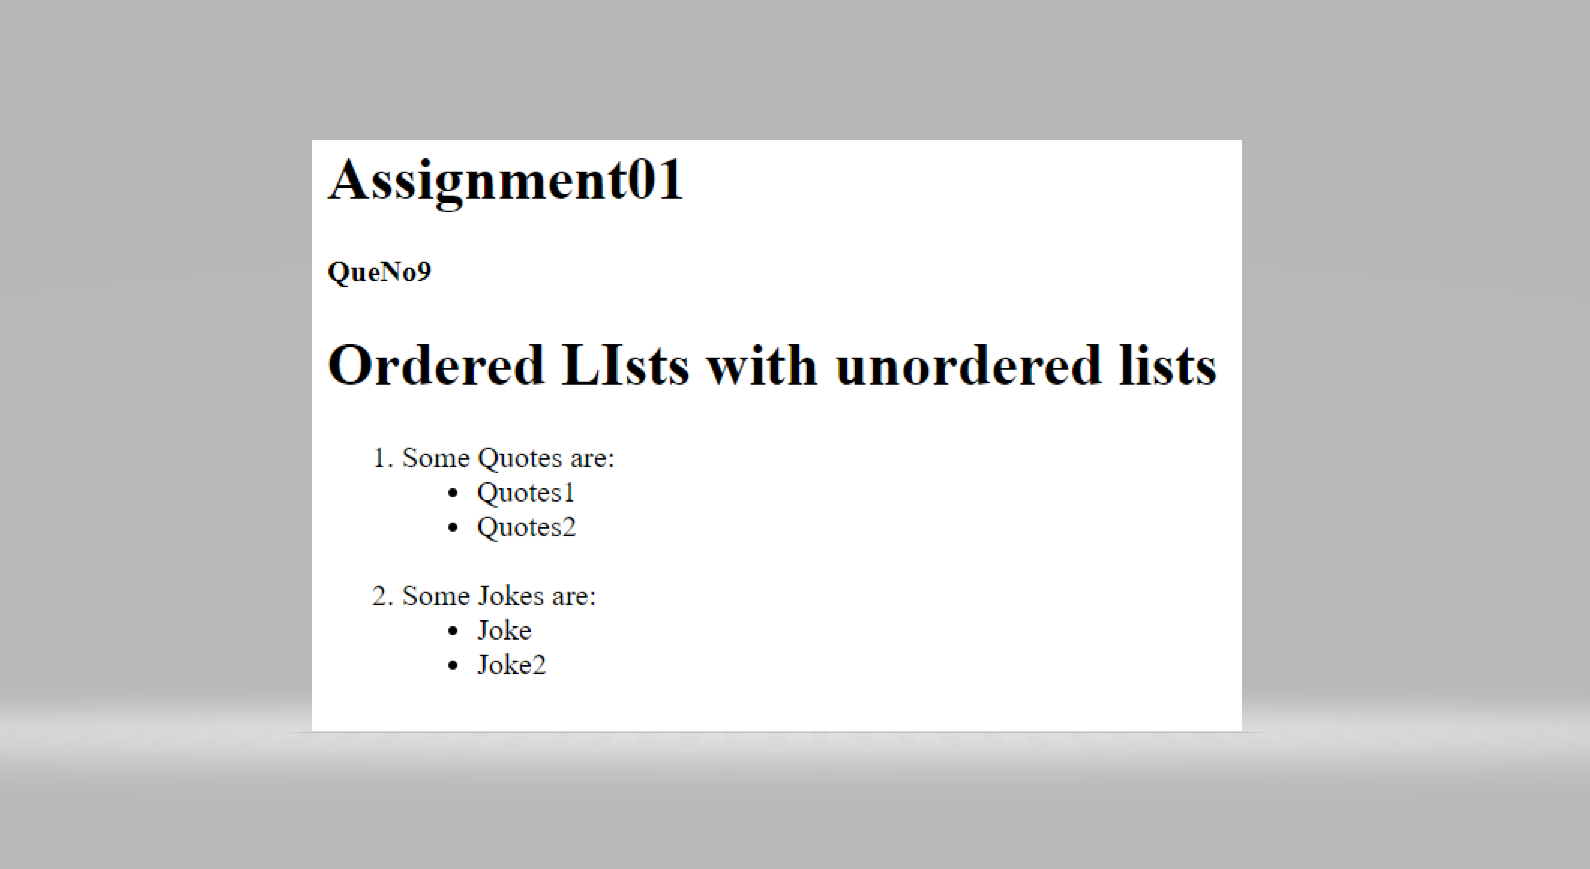 Assignment01
QueNo9
Ordered LIsts with unordered lists
1. Some Quotes are:
• Quotes1
• Quotes2
2. Some Jokes are:
• Joke
• Joke2